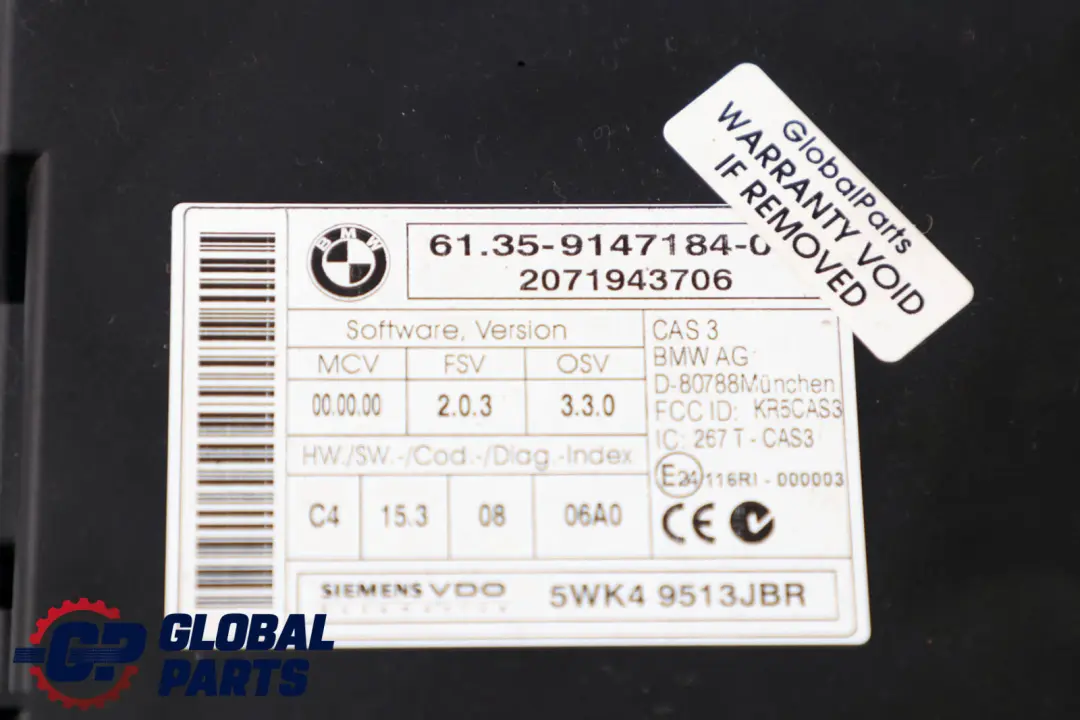 GlobalParts
WARRANTY VOID
IF REMOVED
BMW
61.35-9147184-0
2071943706
Software, Version
MCV FSV OSV
00.00.00 2.0.3 3.3.0
HW./SW.-/Cod.-/Diag.-Index
C4 15.3 08 06A0
CAS 3
BMW AG
D-80788München
FCC ID: KR5CAS3
IC: 267 T - CAS3
E24 116RI - 000003
CE
SIEMENS VDO
5WK4 9513JBR
GP GLOBAL
PARTS